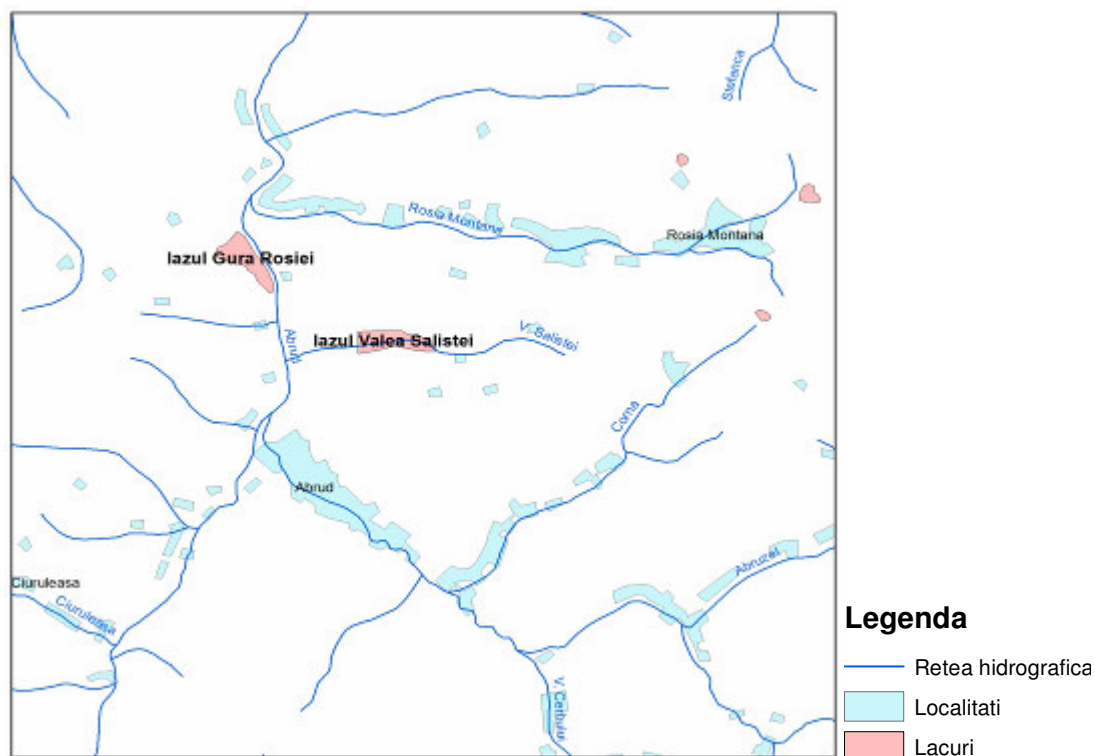 Stefanca
Rosia Montana
Rosia Montana
Iazul Gura Rosiei
Abrud
Iazul Valea Salistei
V. Salistei
Corna
Abrud
Abruzel
Ciuruleasa
Ciuruleasa
V. Cerbului
Legenda
Retea hidrografica
Localitati
Lacuri